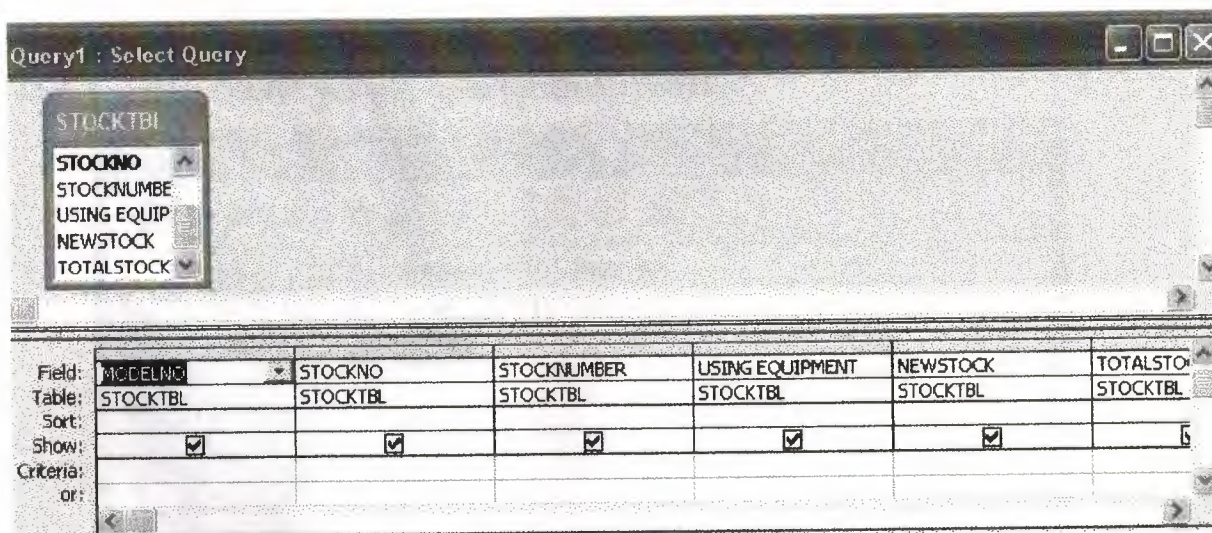 Query1 : Select Query
STOCKTBL
STOCKNO
STOCKNUMBE
USING EQUIP
NEWSTOCK
TOTALSTOCK
Field: MODELNO STOCKNO STOCKNUMBER USING EQUIPMENT NEWSTOCK TOTALSTO
Table: STOCKTBL STOCKTBL STOCKTBL STOCKTBL STOCKTBL STOCKTBL
Sort:
Show:
Criteria:
or: